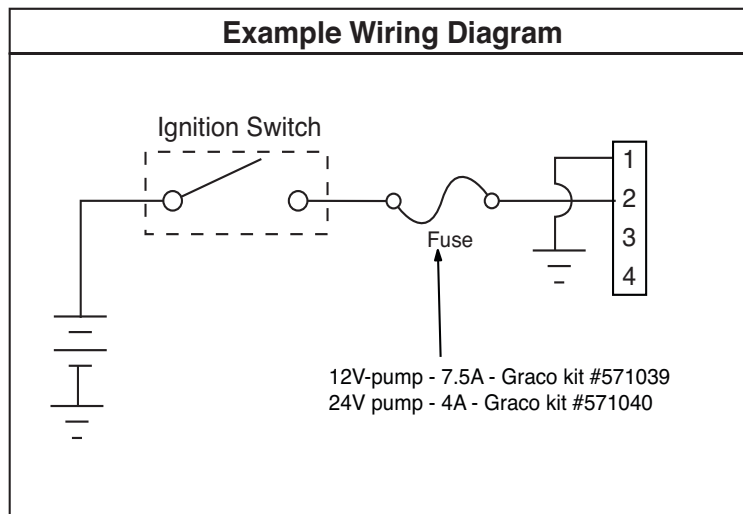 Example Wiring Diagram
Ignition Switch
1
2
3
4
Fuse
12V-pump - 7.5A - Graco kit #571039
24V pump - 4A - Graco kit #571040